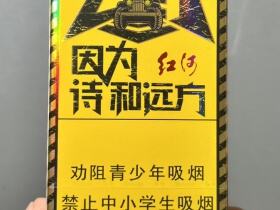 因为 红河
诗和远方
劝阻青少年吸烟
禁止中小学生吸烟